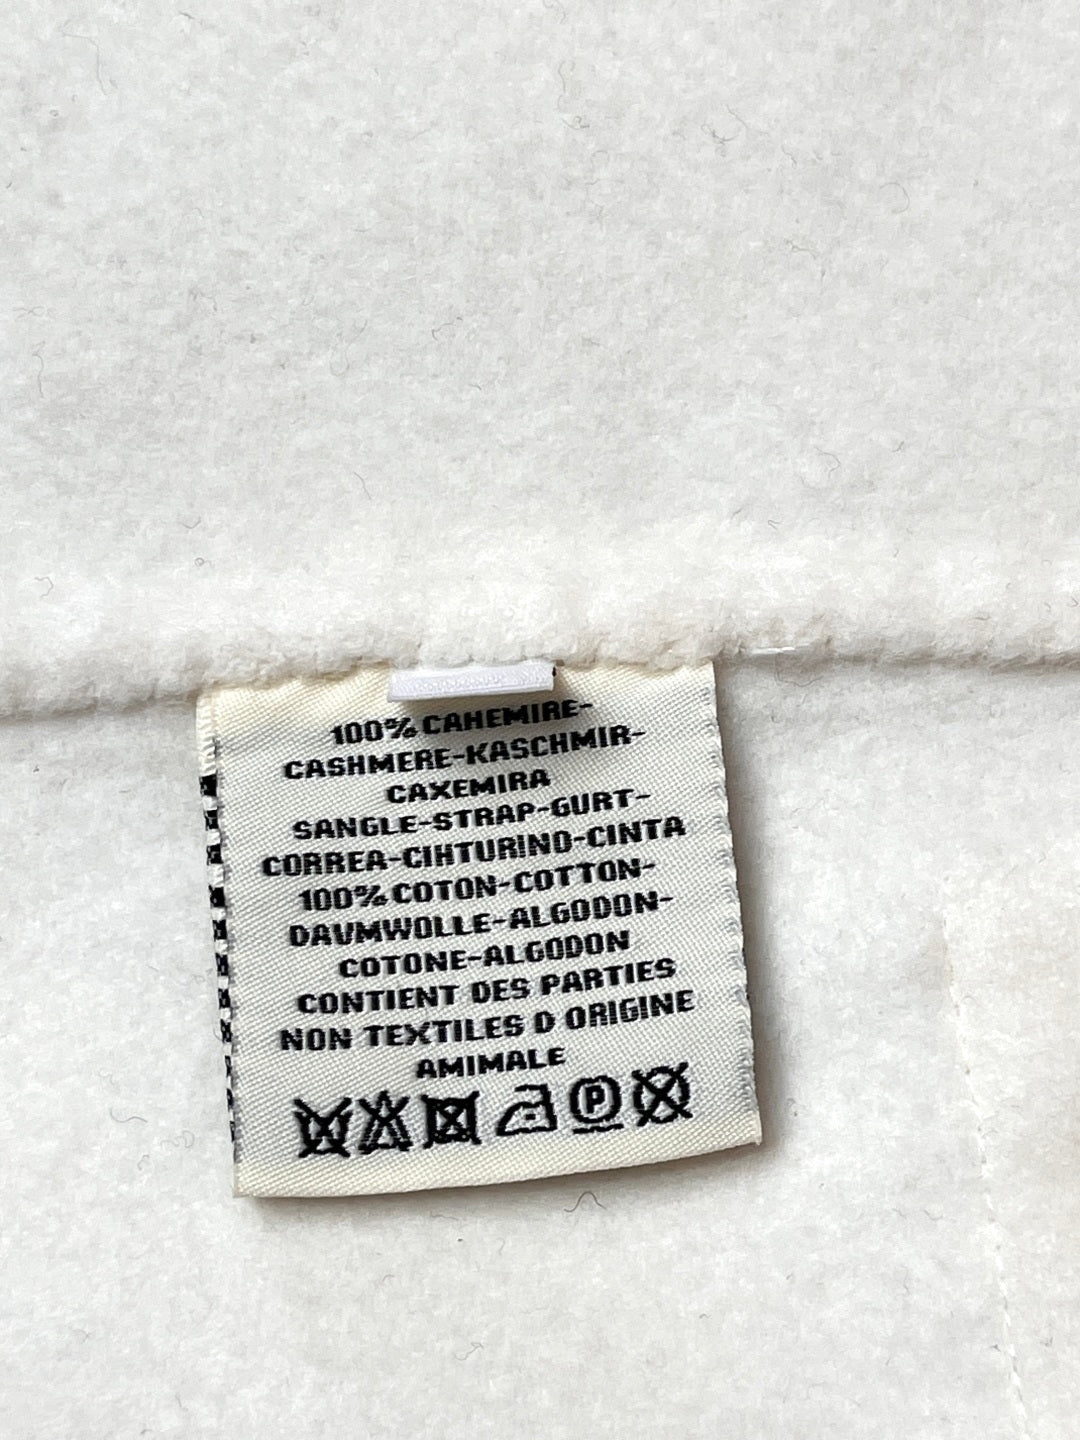 100% CAHEMIRE-
CASHMERE-KASCHMIR-
CAXEMIRA
SANGLE-STRAP-GURT-
CORREA-CIHTURINO-CINTA
100% COTON-COTTON-
DAVMWOLLE-ALGODON-
COTONE-ALGODON
CONTIENT DES PARTIES
NON TEXTILES D ORIGINE
AMIMALE
P